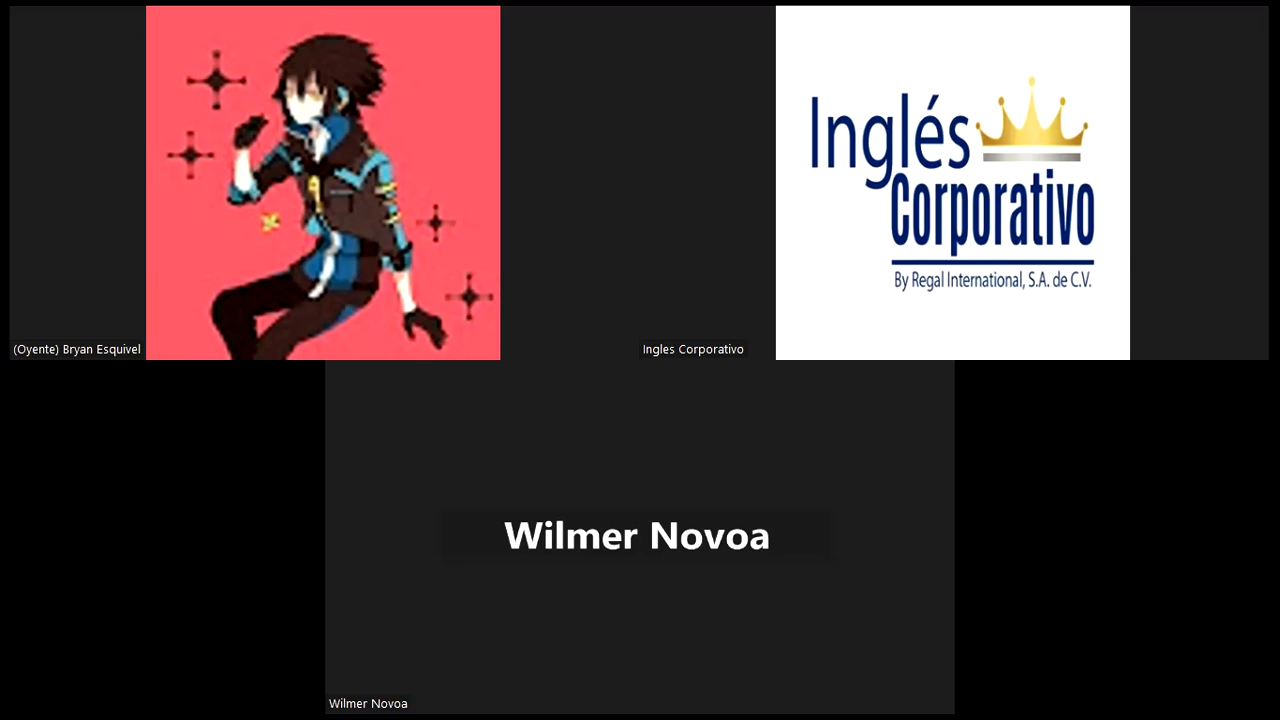 (Oyente) Bryan Esquivel
Inglés
Corporativo
By Regal International, S.A. de C.V.
Ingles Corporativo
Wilmer Novoa
Wilmer Novoa